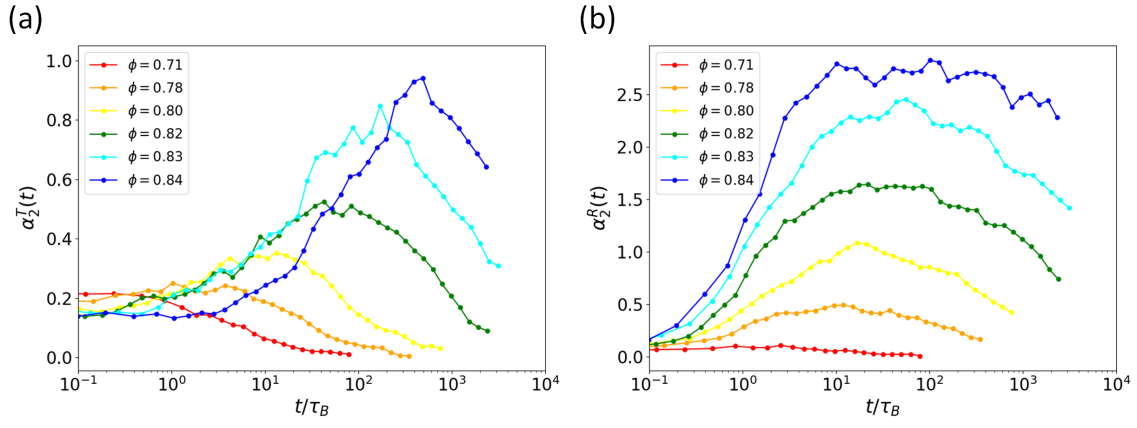 (a)
(b)
α₂ᵀ(t)
1.0
0.8
0.6
0.4
0.2
0.0
ϕ = 0.71
ϕ = 0.78
ϕ = 0.80
ϕ = 0.82
ϕ = 0.83
ϕ = 0.84
10⁻¹ 10⁰ 10¹ 10² 10³ 10⁴
t/τ_B
α₂ᴿ(t)
2.5
2.0
1.5
1.0
0.5
0.0
ϕ = 0.71
ϕ = 0.78
ϕ = 0.80
ϕ = 0.82
ϕ = 0.83
ϕ = 0.84
10⁻¹ 10⁰ 10¹ 10² 10³ 10⁴
t/τ_B